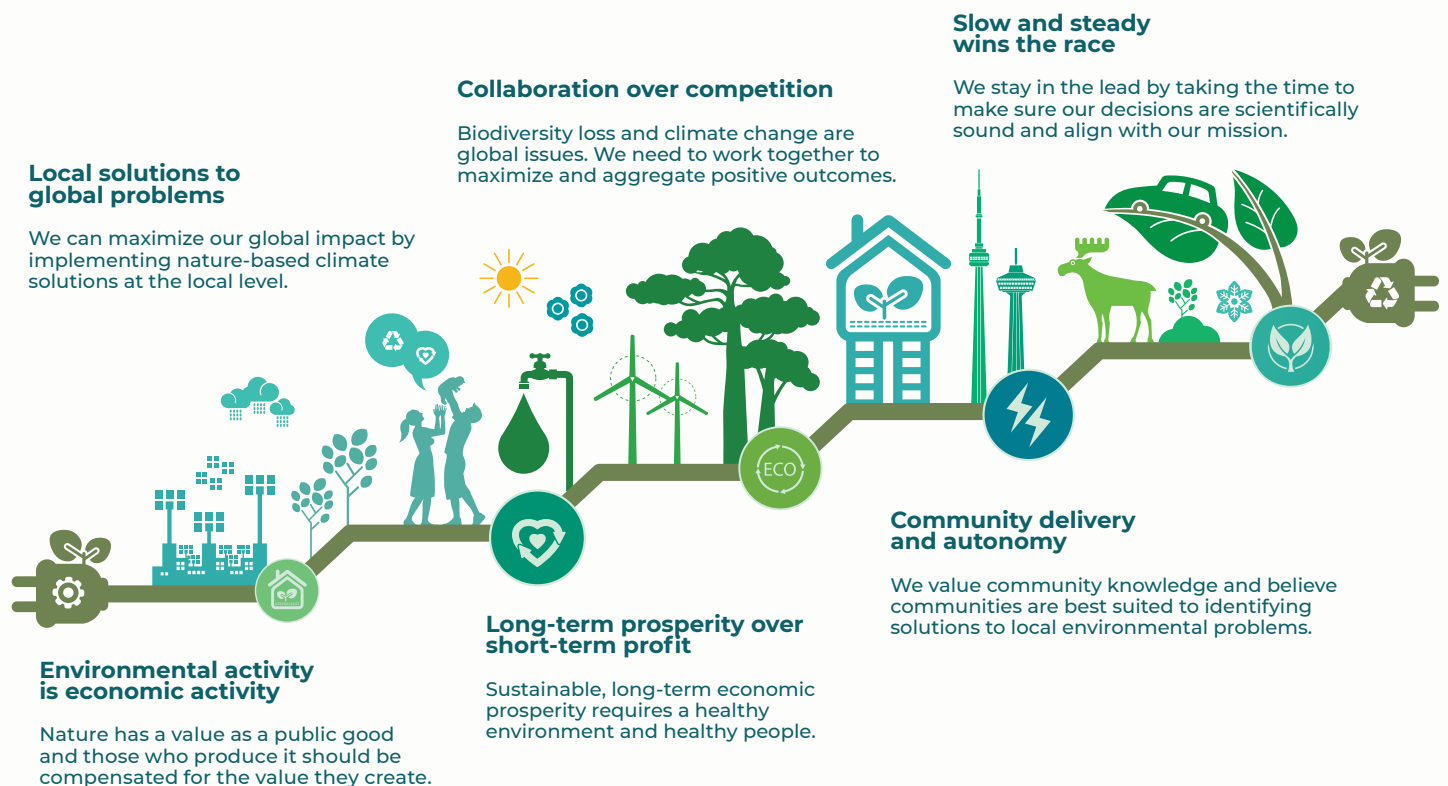 Slow and steady
wins the race
We stay in the lead by taking the time to
make sure our decisions are scientifically
sound and align with our mission.
Collaboration over competition
Biodiversity loss and climate change are
global issues. We need to work together to
maximize and aggregate positive outcomes.
Local solutions to
global problems
We can maximize our global impact by
implementing nature-based climate
solutions at the local level.
ECO
Community delivery
and autonomy
We value community knowledge and believe
communities are best suited to identifying
solutions to local environmental problems.
Long-term prosperity over
short-term profit
Sustainable, long-term economic
prosperity requires a healthy
environment and healthy people.
Environmental activity
is economic activity
Nature has a value as a public good
and those who produce it should be
compensated for the value they create.